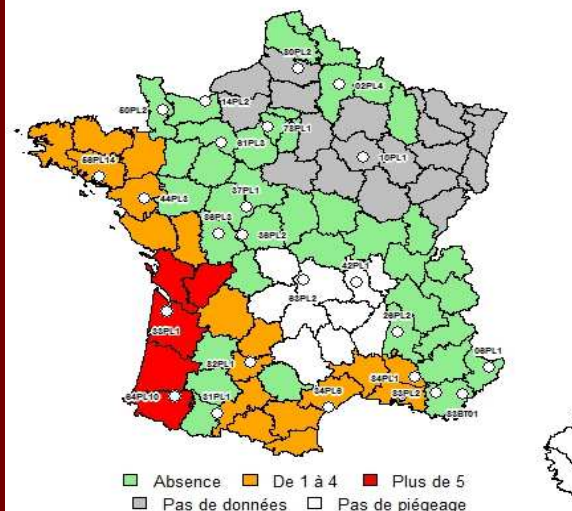 80PL2
02PL4
50PL2
14PL2
78PL1
61PL3
10PL1
56PL14
44PL3
37PL1
86PL3
36PL2
42PL1
63PL2
33PL1
26PL2
06PL1
82PL1
84PL1
34PL6
83PL2
64PL10
31PL1
83BT01
Absence De 1 à 4 Plus de 5
Pas de données Pas de piégeage